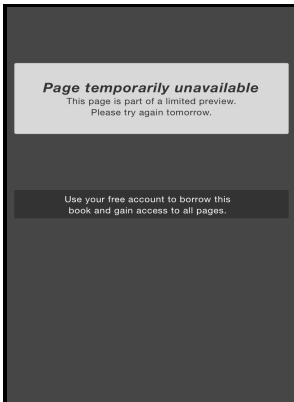 Page temporarily unavailable
This page is part of a limited preview.
Please try again tomorrow.
Use your free account to borrow this
book and gain access to all pages.